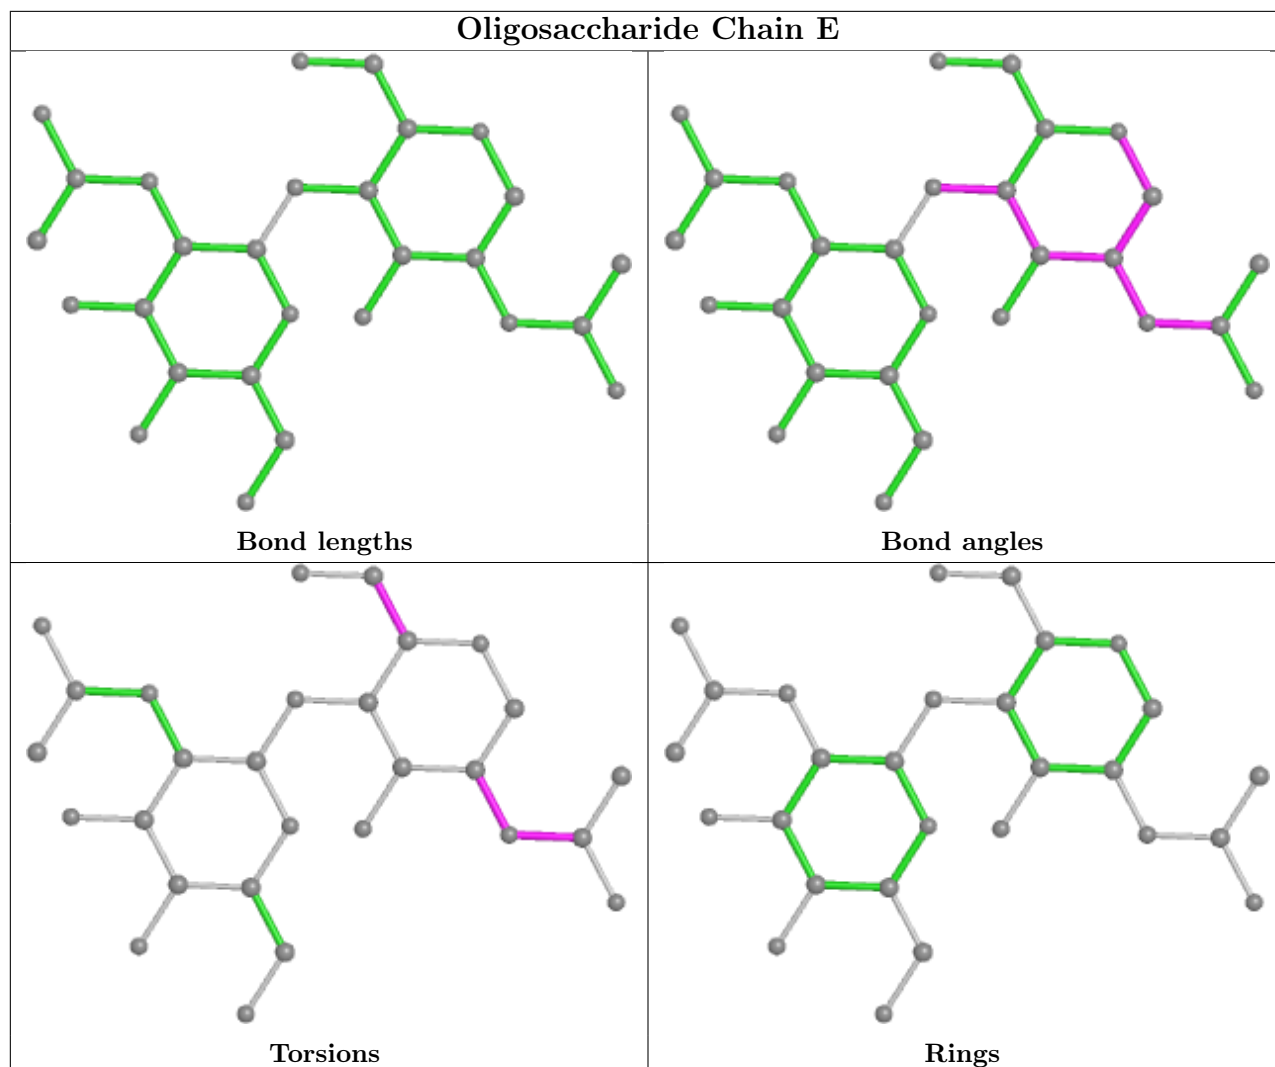 Oligosaccharide Chain E
Bond lengths
Bond angles
Torsions
Rings